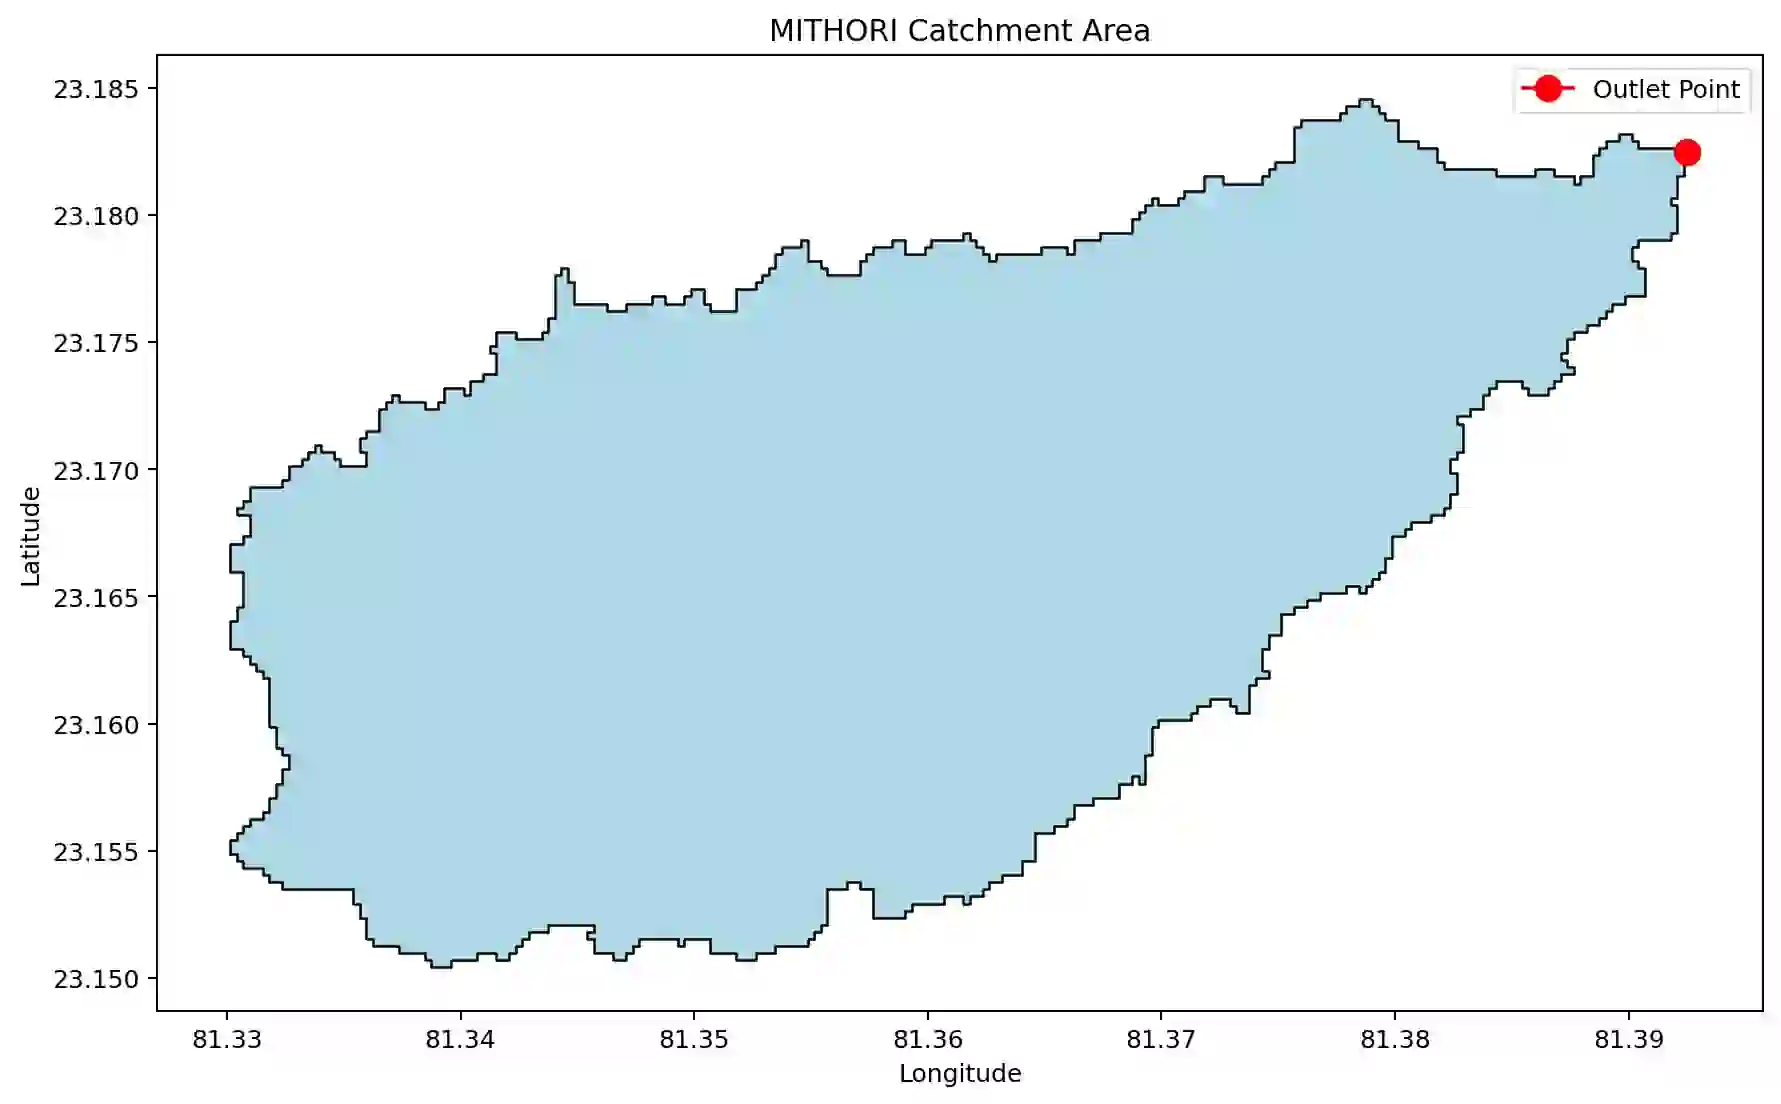 MITHORI Catchment Area
Outlet Point
23.185
23.180
23.175
23.170
23.165
23.160
23.155
23.150
Latitude
81.33 81.34 81.35 81.36 81.37 81.38 81.39
Longitude